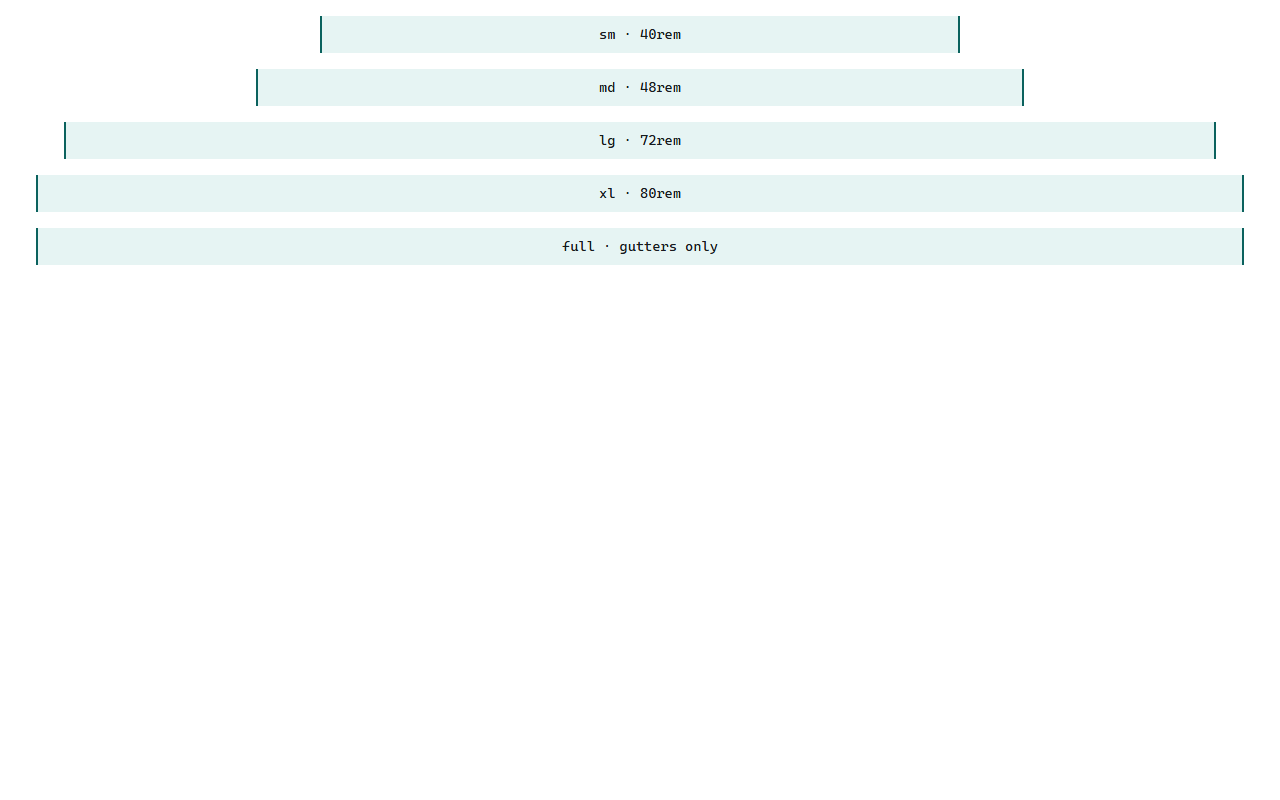 sm · 40rem
md · 48rem
lg · 72rem
xl · 80rem
full · gutters only